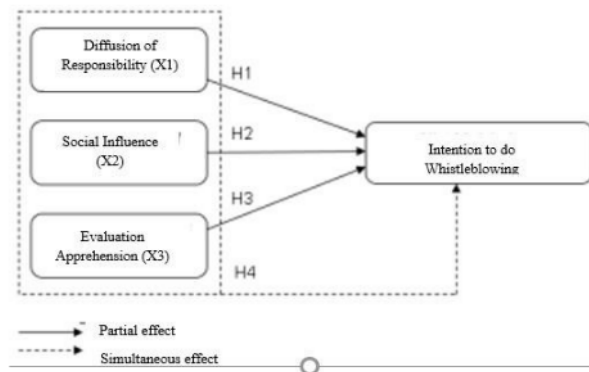 Diffusion of
Responsibility (X1)
H1
Social Influence
(X2)
H2
Intention to do
Whistleblowing
H3
Evaluation
Apprehension (X3)
H4
Partial effect
Simultaneous effect